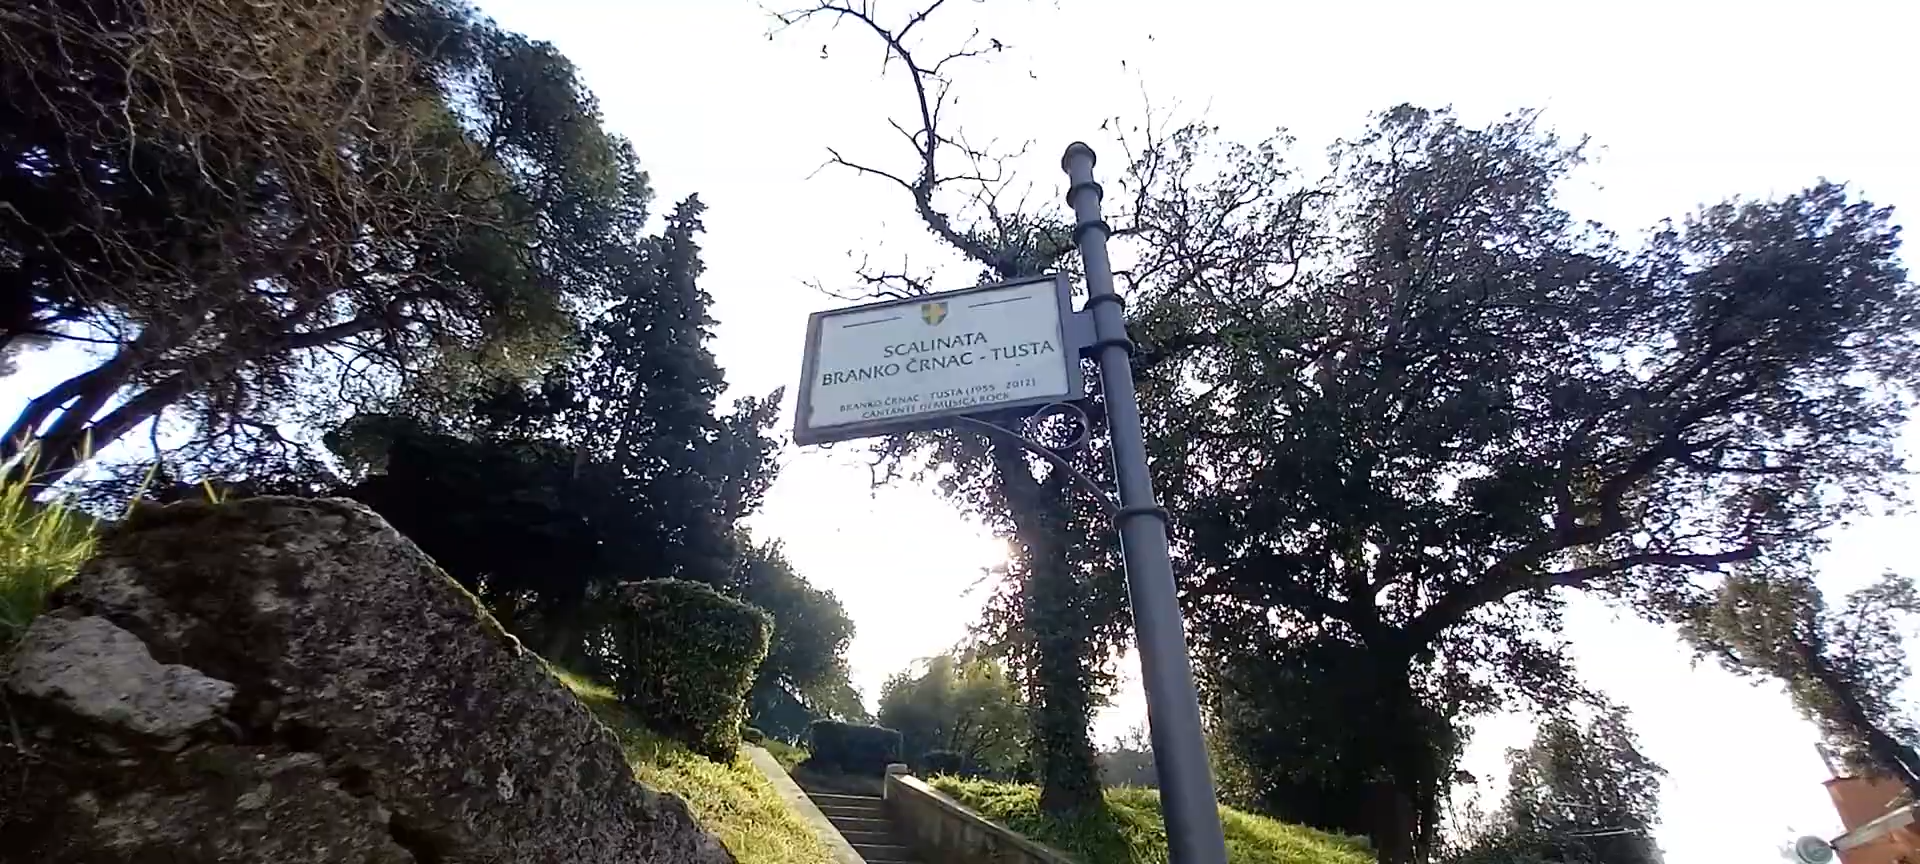 SCALINATA
BRANKO ČRNAC - TUSTA
BRANKO ČRNAC - TUSTA (1955 - 2012)
CANTANTE DI MUSICA ROCK